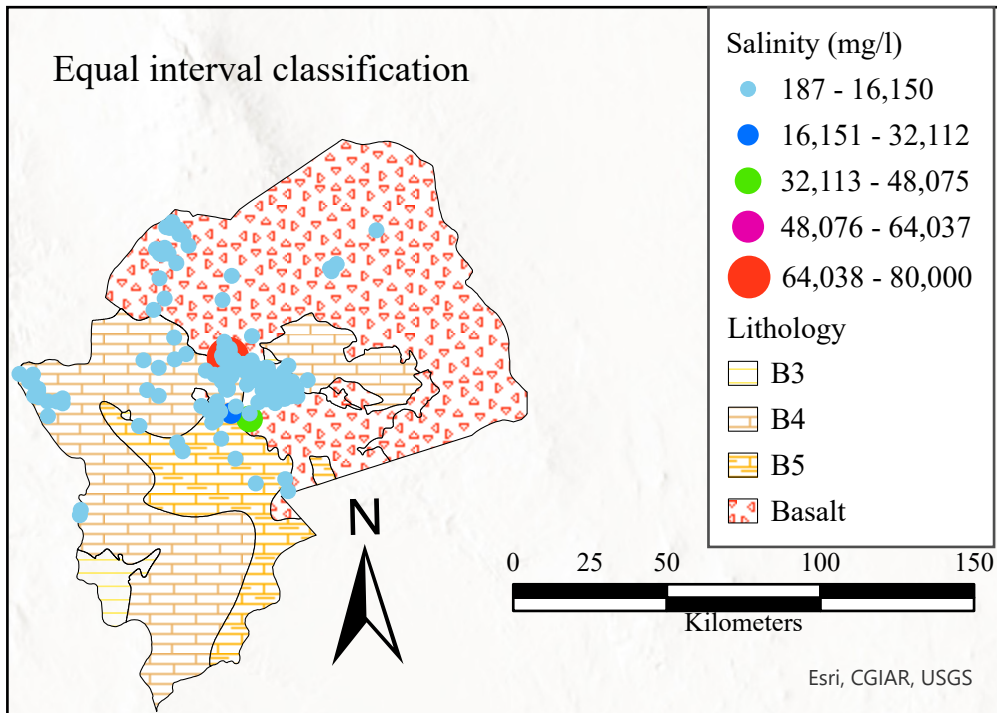 Equal interval classification
Salinity (mg/l)
187 - 16,150
16,151 - 32,112
32,113 - 48,075
48,076 - 64,037
64,038 - 80,000
Lithology
B3
B4
B5
Basalt
N
0 25 50 100 150
Kilometers
Esri, CGIAR, USGS